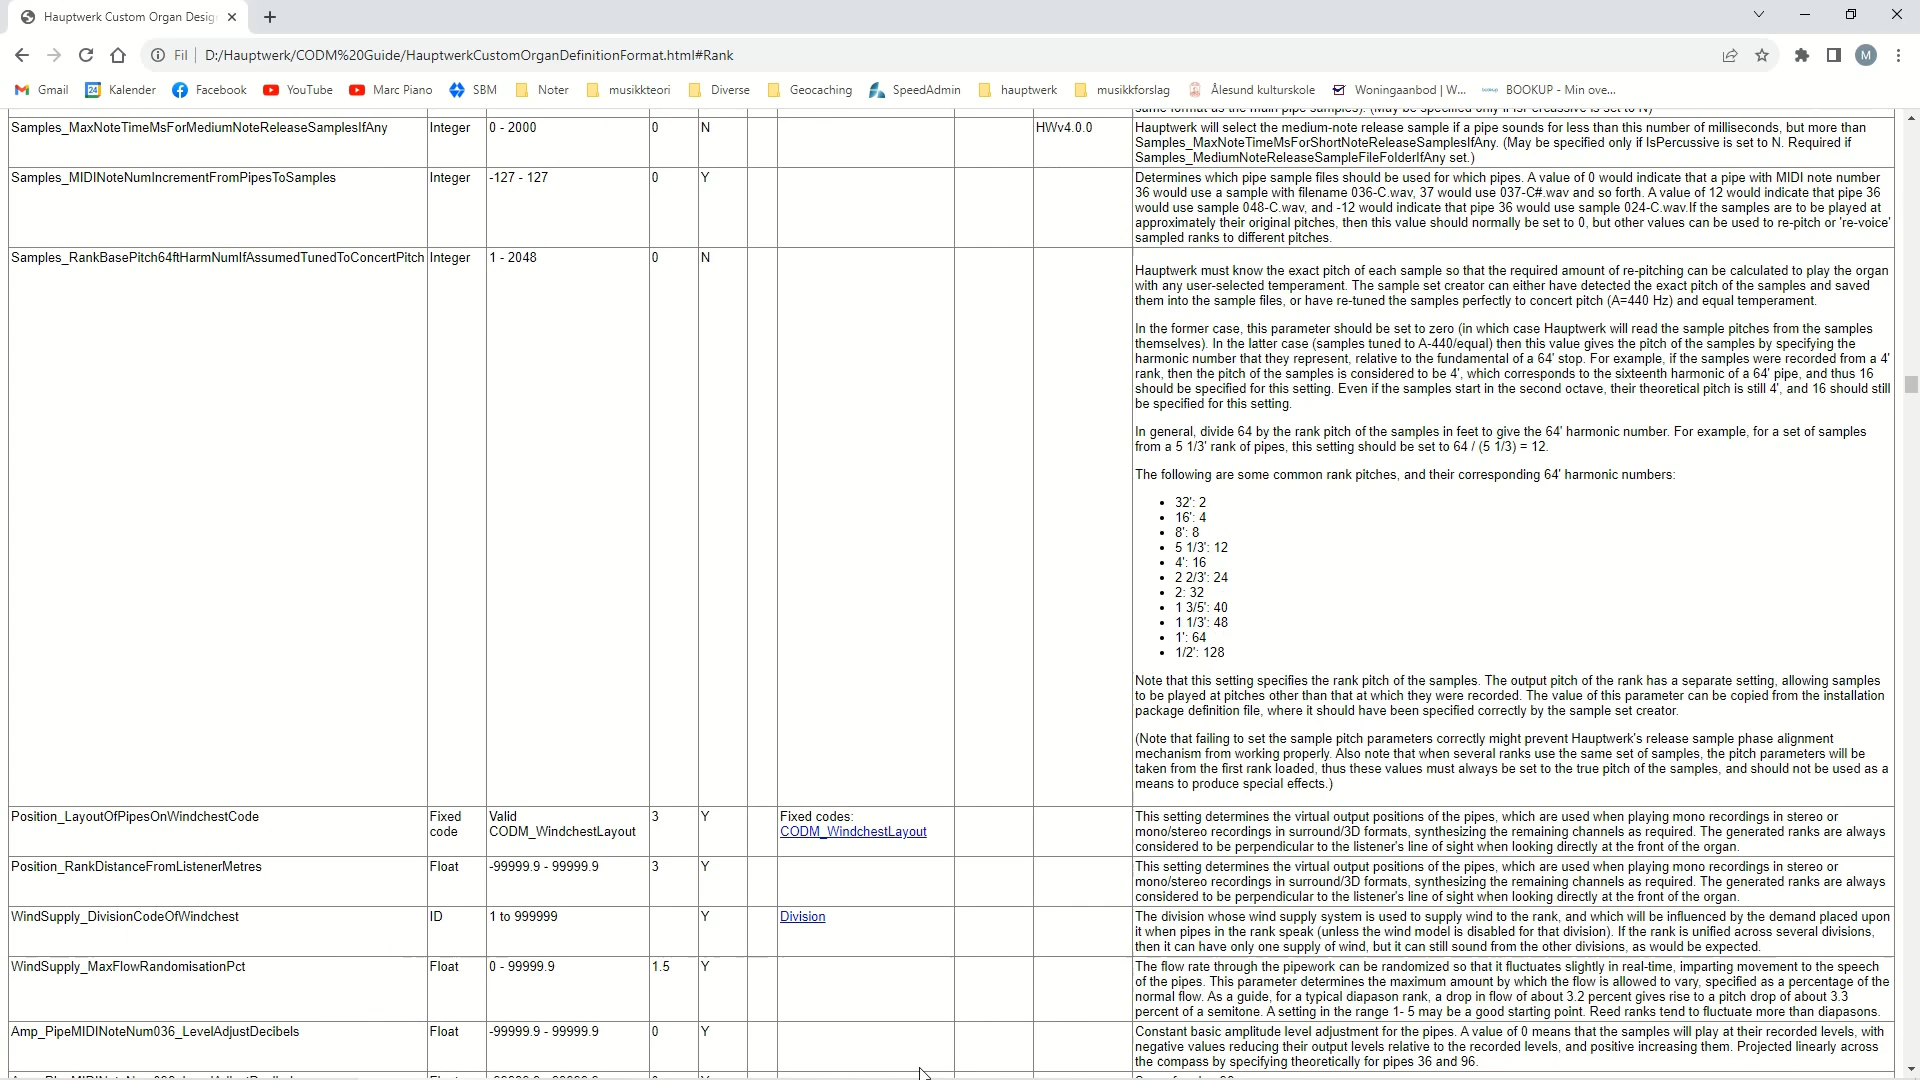 Hauptwerk Custom Organ Desig
Fil
D:/Hauptwerk/CODM%20Guide/HauptwerkCustomOrganDefinitionFormat.html#Rank
M
Gmail
24
Kalender
Facebook
YouTube
Marc Piano
SBM
Noter
musikkteori
Diverse
Geocaching
SpeedAdmin
hauptwerk
musikkforslag
Ålesund kulturskole
Woningaanbod | W...
BOOKUP - Min ove...
same format as the main pipe samples). (May be specified only if IsPercussive is set to N)
Samples_MaxNoteTimeMsForMediumNoteReleaseSamplesIfAny
Integer
0 - 2000
0
N
HWv4.0.0
Hauptwerk will select the medium-note release sample if a pipe sounds for less than this number of milliseconds, but more than
Samples_MaxNoteTimeMsForShortNoteReleaseSamplesIfAny. (May be specified only if IsPercussive is set to N. Required if
Samples_MediumNoteReleaseSampleFileFolderIfAny set.)
Samples_MIDINoteNumIncrementFromPipesToSamples
Integer
-127 - 127
0
Y
Determines which pipe sample files should be used for which pipes. A value of 0 would indicate that a pipe with MIDI note number
36 would use a sample with filename 036-C.wav, 37 would use 037-C#.wav and so forth. A value of 12 would indicate that pipe 36
would use sample 048-C.wav, and -12 would indicate that pipe 36 would use sample 024-C.wav.If the samples are to be played at
approximately their original pitches, then this value should normally be set to 0, but other values can be used to re-pitch or 're-voice'
sampled ranks to different pitches.
Samples_RankBasePitch64ftHarmNumIfAssumedTunedToConcertPitch
Integer
1 - 2048
0
N
Hauptwerk must know the exact pitch of each sample so that the required amount of re-pitching can be calculated to play the organ
with any user-selected temperament. The sample set creator can either have detected the exact pitch of the samples and saved
them into the sample files, or have re-tuned the samples perfectly to concert pitch (A=440 Hz) and equal temperament.
In the former case, this parameter should be set to zero (in which case Hauptwerk will read the sample pitches from the samples
themselves). In the latter case (samples tuned to A-440/equal) then this value gives the pitch of the samples by specifying the
harmonic number that they represent, relative to the fundamental of a 64' stop. For example, if the samples were recorded from a 4'
rank, then the pitch of the samples is considered to be 4', which corresponds to the sixteenth harmonic of a 64' pipe, and thus 16
should be specified for this setting. Even if the samples start in the second octave, their theoretical pitch is still 4', and 16 should still
be specified for this setting.
In general, divide 64 by the rank pitch of the samples in feet to give the 64' harmonic number. For example, for a set of samples
from a 5 1/3' rank of pipes, this setting should be set to 64 / (5 1/3) = 12.
The following are some common rank pitches, and their corresponding 64' harmonic numbers:
• 32': 2
• 16': 4
• 8': 8
• 5 1/3': 12
• 4': 16
• 2 2/3': 24
• 2: 32
• 1 3/5': 40
• 1 1/3': 48
• 1': 64
• 1/2': 128
Note that this setting specifies the rank pitch of the samples. The output pitch of the rank has a separate setting, allowing samples
to be played at pitches other than that at which they were recorded. The value of this parameter can be copied from the installation
package definition file, where it should have been specified correctly by the sample set creator.
(Note that failing to set the sample pitch parameters correctly might prevent Hauptwerk's release sample phase alignment
mechanism from working properly. Also note that when several ranks use the same set of samples, the pitch parameters will be
taken from the first rank loaded, thus these values must always be set to the true pitch of the samples, and should not be used as a
means to produce special effects.)
Position_LayoutOfPipesOnWindchestCode
Fixed
code
Valid
CODM_WindchestLayout
3
Y
Fixed codes:
CODM_WindchestLayout
This setting determines the virtual output positions of the pipes, which are used when playing mono recordings in stereo or
mono/stereo recordings in surround/3D formats, synthesizing the remaining channels as required. The generated ranks are always
considered to be perpendicular to the listener's line of sight when looking directly at the front of the organ.
Position_RankDistanceFromListenerMetres
Float
-99999.9 - 99999.9
3
Y
This setting determines the virtual output positions of the pipes, which are used when playing mono recordings in stereo or
mono/stereo recordings in surround/3D formats, synthesizing the remaining channels as required. The generated ranks are always
considered to be perpendicular to the listener's line of sight when looking directly at the front of the organ.
WindSupply_DivisionCodeOfWindchest
ID
1 to 999999
Y
Division
The division whose wind supply system is used to supply wind to the rank, and which will be influenced by the demand placed upon
it when pipes in the rank speak (unless the wind model is disabled for that division). If the rank is unified across several divisions,
then it can have only one supply of wind, but it can still sound from the other divisions, as would be expected.
WindSupply_MaxFlowRandomisationPct
Float
0 - 99999.9
1.5
Y
The flow rate through the pipework can be randomized so that it fluctuates slightly in real-time, imparting movement to the speech
of the pipes. This parameter determines the maximum amount by which the flow is allowed to vary, specified as a percentage of the
normal flow. As a guide, for a typical diapason rank, a drop in flow of about 3.2 percent gives rise to a pitch drop of about 3.3
percent of a semitone. A setting in the range 1- 5 may be a good starting point. Reed ranks tend to fluctuate more than diapasons.
Amp_PipeMIDINoteNum036_LevelAdjustDecibels
Float
-99999.9 - 99999.9
0
Y
Constant basic amplitude level adjustment for the pipes. A value of 0 means that the samples will play at their recorded levels, with
negative values reducing their output levels relative to the recorded levels, and positive increasing them. Projected linearly across
the compass by specifying theoretically for pipes 36 and 96.